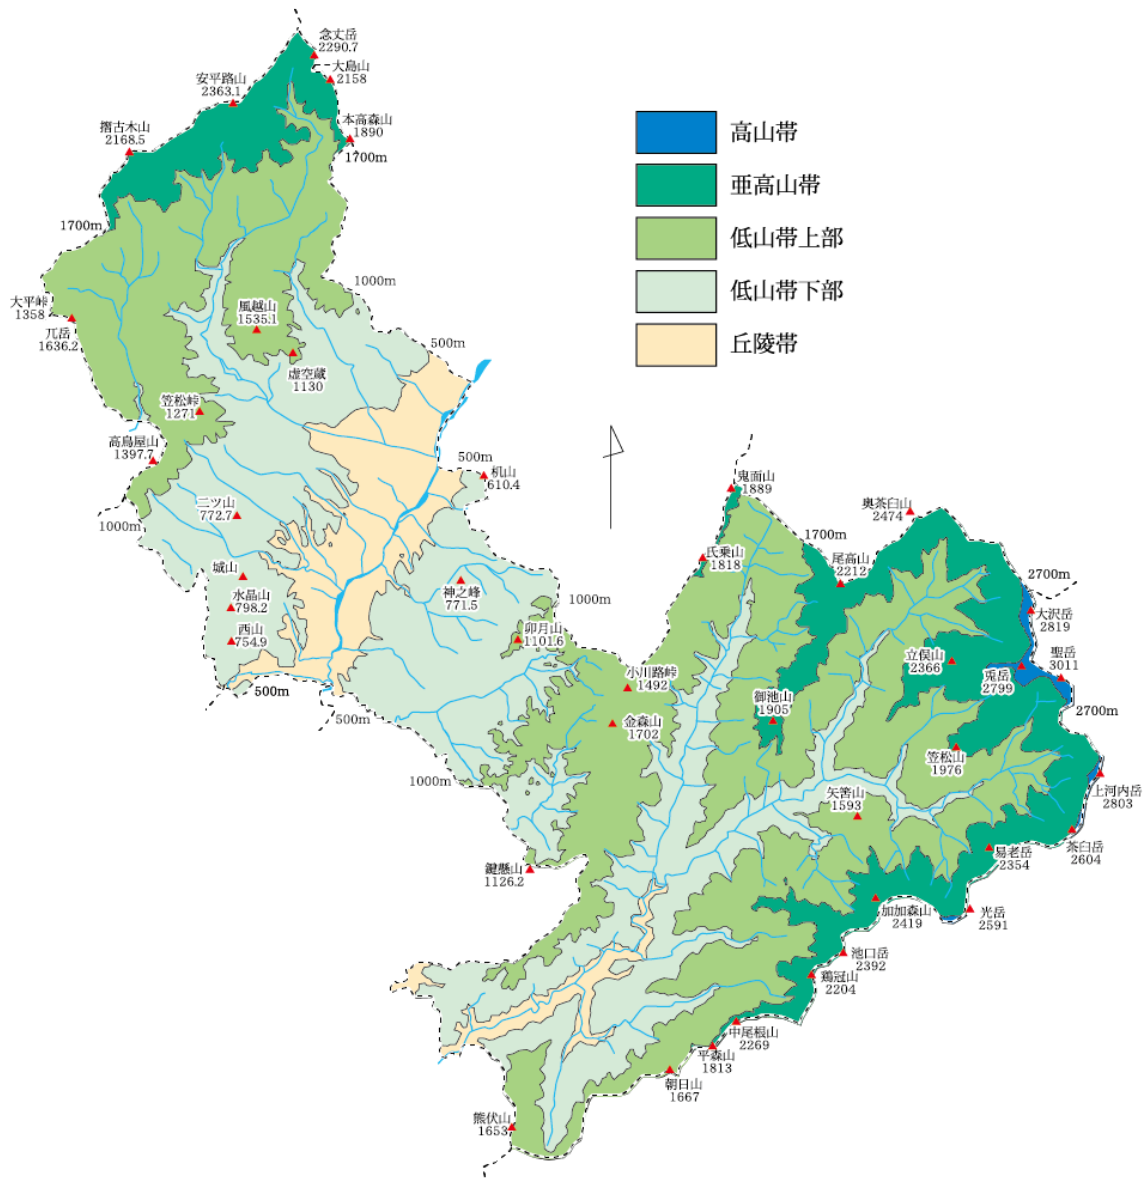 念丈岳
2290.7
大島山
2158
安平路山
2363.1
本高森山
1890
1700m
摺古木山
2168.5
1700m
高山帯
亜高山帯
低山帯上部
低山帯下部
丘陵帯
大平峠
1358
兀岳
1636.2
風越山
1535.1
1000m
500m
虚空蔵
1130
笠松峠
1271
高鳥屋山
1397.7
500m
机山
610.4
1000m
二ツ山
772.7
城山
水晶山
798.2
西山
754.9
500m
500m
神之峰
771.5
1000m
卯月山
1101.6
鬼面山
1889
奥茶臼山
2474
1700m
氏乗山
1818
尾高山
2212
2700m
大沢岳
2819
聖岳
3011
兎岳
2799
2700m
立俣山
2366
小川路峠
1492
金森山
1702
御池山
1905
笠松山
1976
上河内岳
2803
矢筈山
1593
茶臼岳
2604
易老岳
2354
1000m
鍵懸山
1126.2
加加森山
2419
光岳
2591
池口岳
2392
鶏冠山
2204
中尾根山
2269
平森山
1813
朝日山
1667
熊伏山
1653